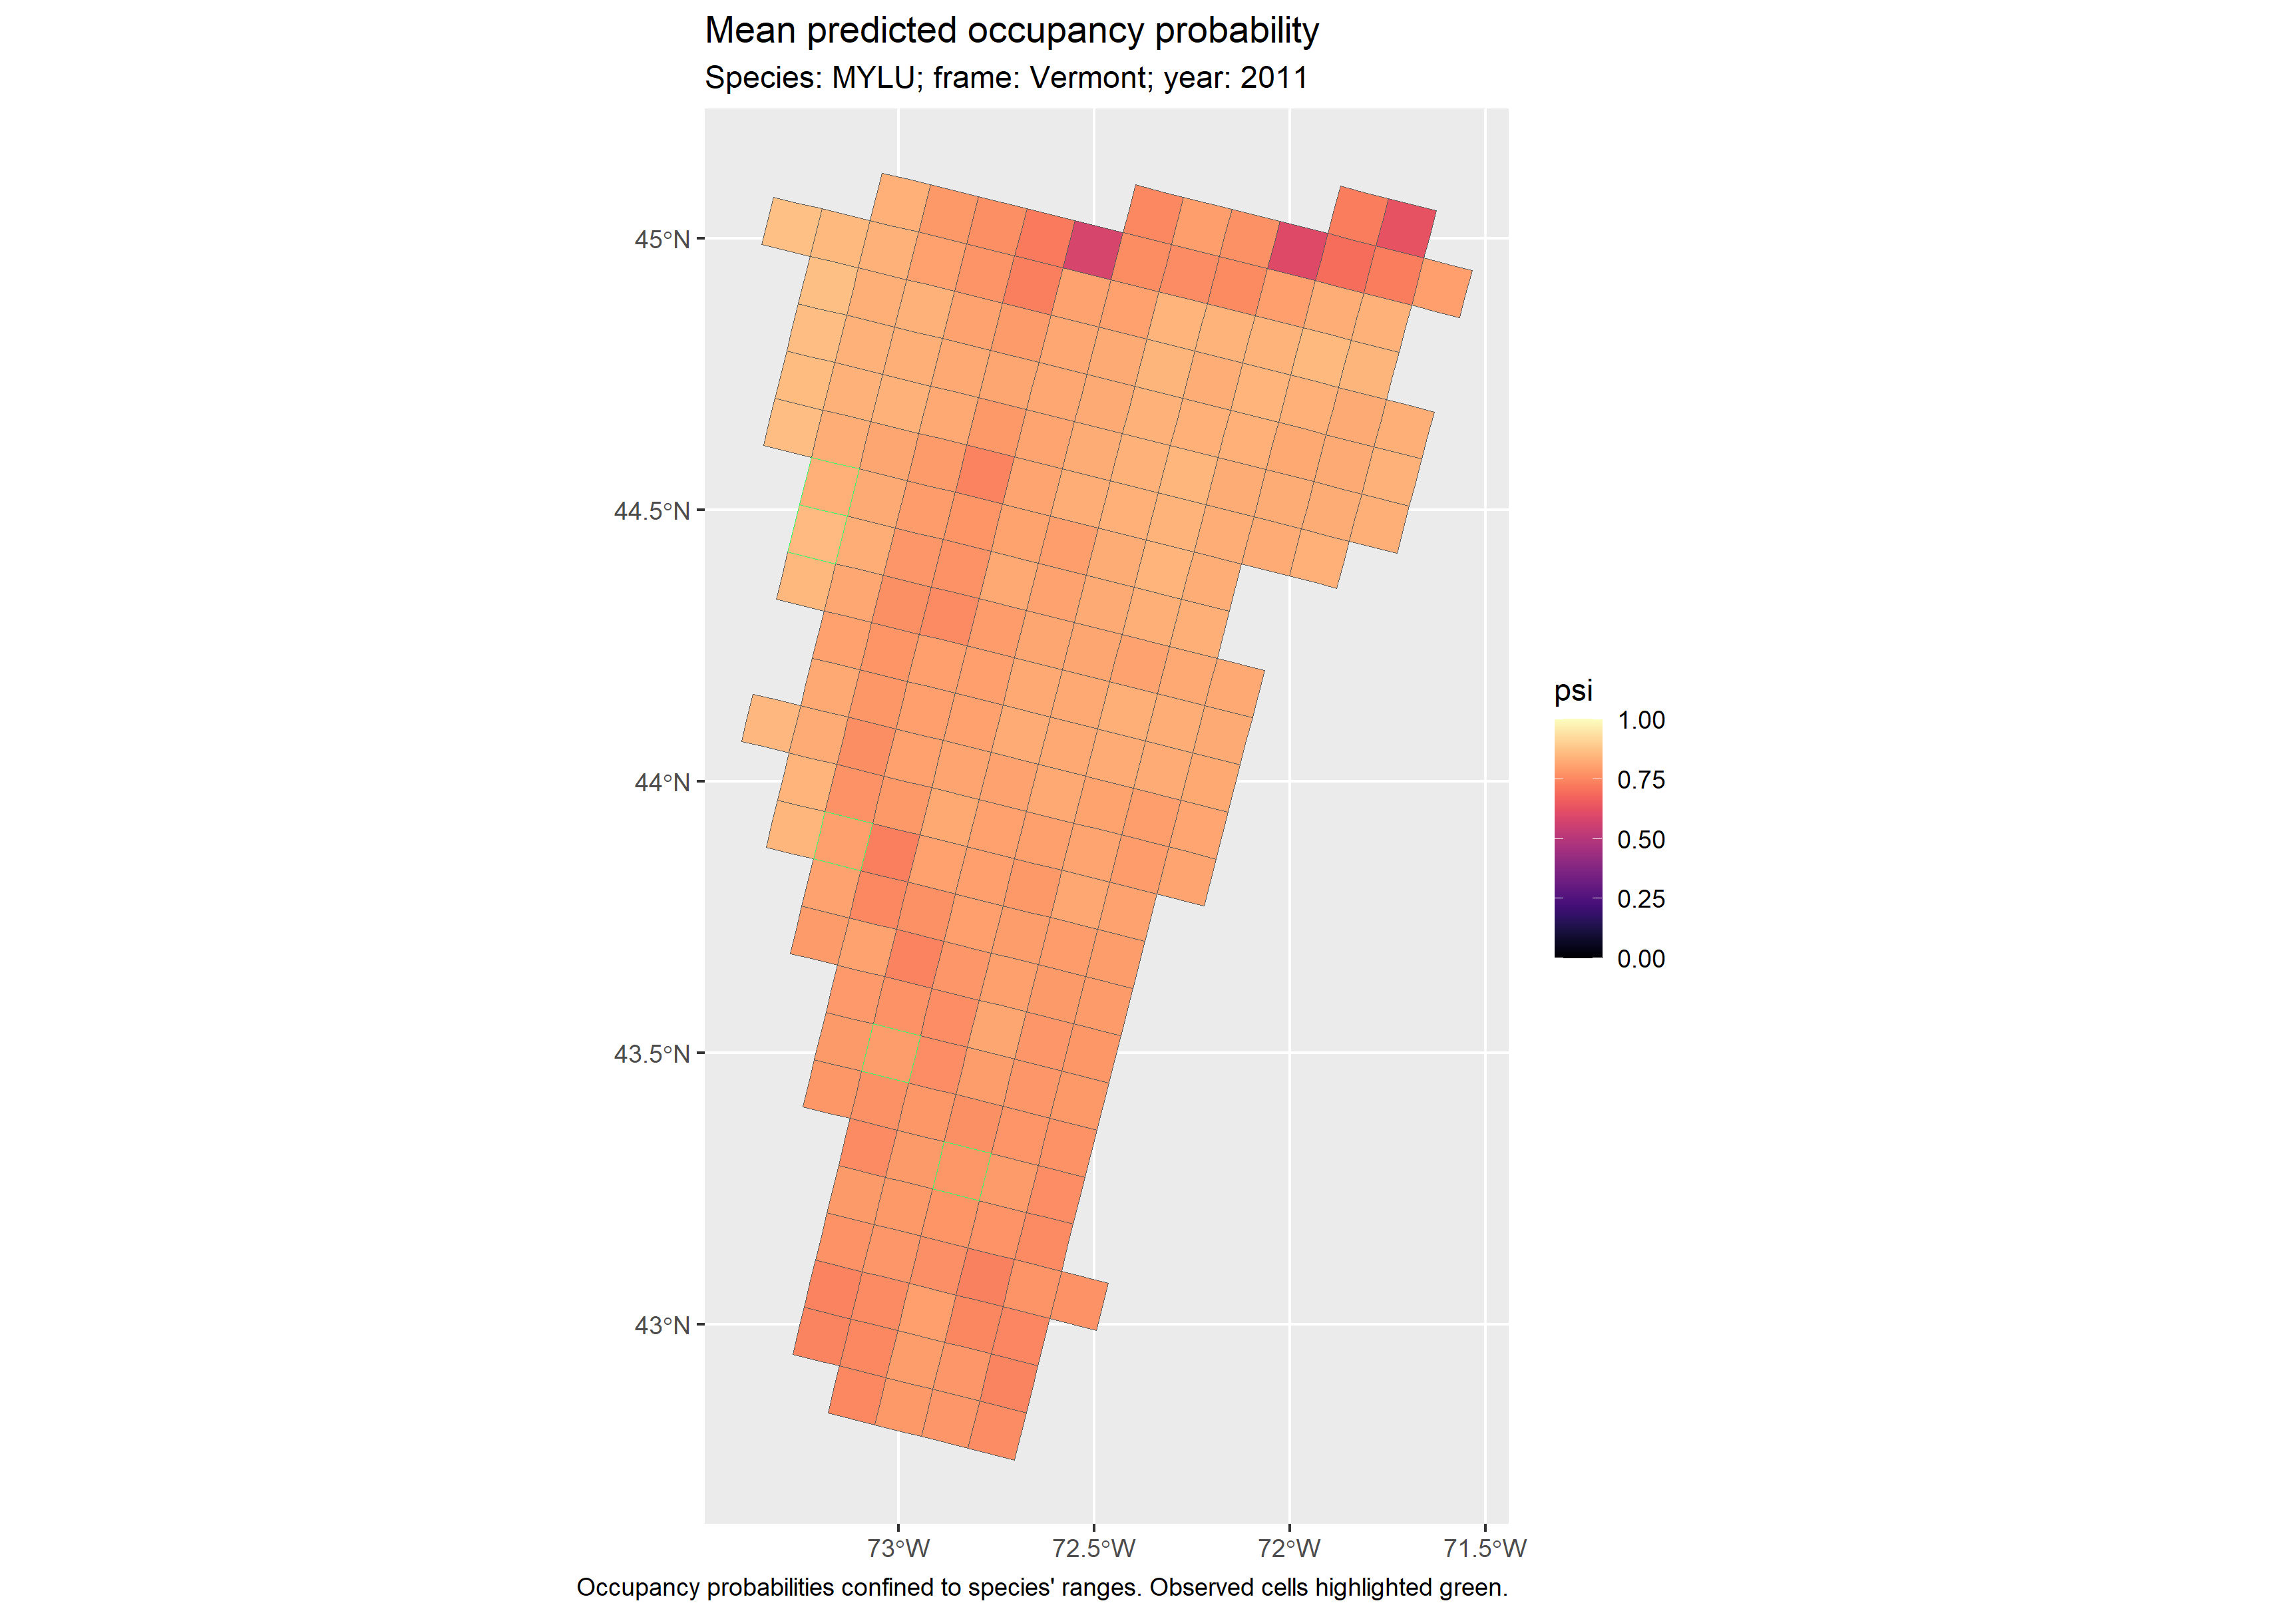 Mean predicted occupancy probability
Species: MYLU; frame: Vermont; year: 2011
45°N
44.5°N
44°N
43.5°N
43°N
73°W
72.5°W
72°W
71.5°W
psi
1.00
0.75
0.50
0.25
0.00
Occupancy probabilities confined to species' ranges. Observed cells highlighted green.